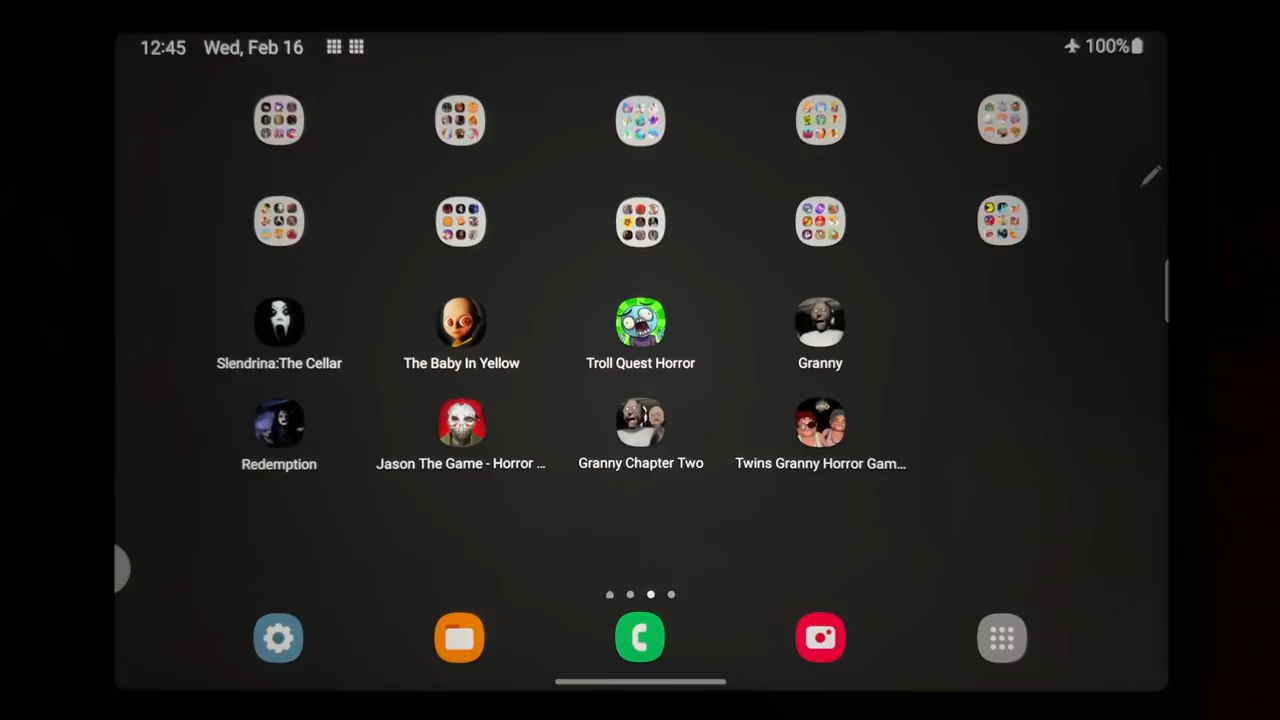 12:45 Wed, Feb 16 100%
Slendrina:The Cellar The Baby In Yellow Troll Quest Horror Granny
Redemption Jason The Game - Horror ... Granny Chapter Two Twins Granny Horror Gam...